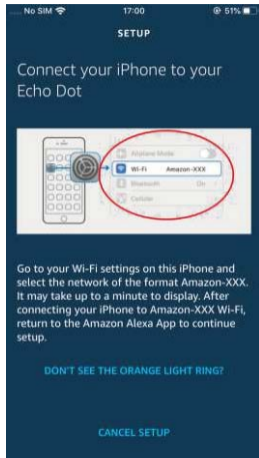 No SIM 17:00 51%
SETUP
Connect your iPhone to your
Echo Dot
Airplane Mode
Wi-Fi Amazon-XXX
Bluetooth On
Cellular
Go to your Wi-Fi settings on this iPhone and
select the network of the format Amazon-XXX.
It may take up to a minute to display. After
connecting your iPhone to Amazon-XXX Wi-Fi,
return to the Amazon Alexa App to continue
setup.
DON'T SEE THE ORANGE LIGHT RING?
CANCEL SETUP